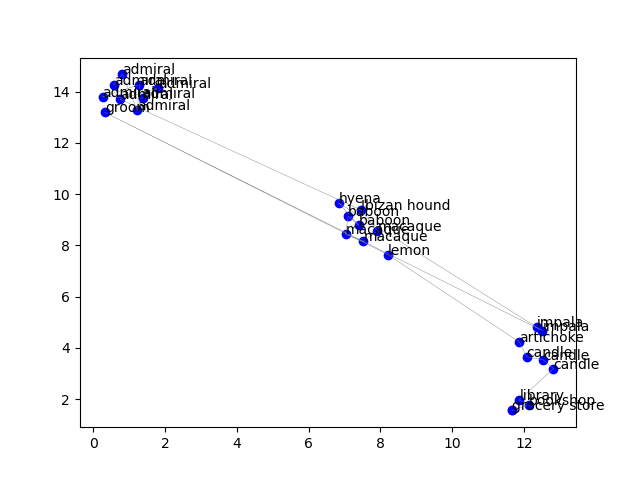 admiral
admiral
admiral
admiral
admiral
admiral
admiral
groom
admiral
hyena
ibizan hound
baboon
baboon
macaque
macaque
macaque
lemon
impala
impala
artichoke
candle
candle
candle
library
bookshop
grocery store
14
12
10
8
6
4
2
0 2 4 6 8 10 12